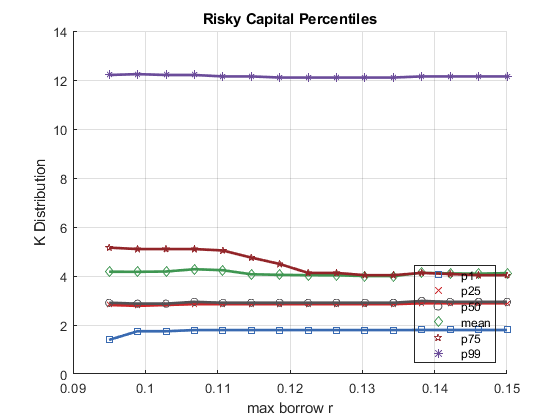 Risky Capital Percentiles
14
12
10
8
6
4
2
0
K Distribution
p1
p25
p50
mean
p75
p99
0.09
0.1
0.11
0.12
0.13
0.14
0.15
max borrow r